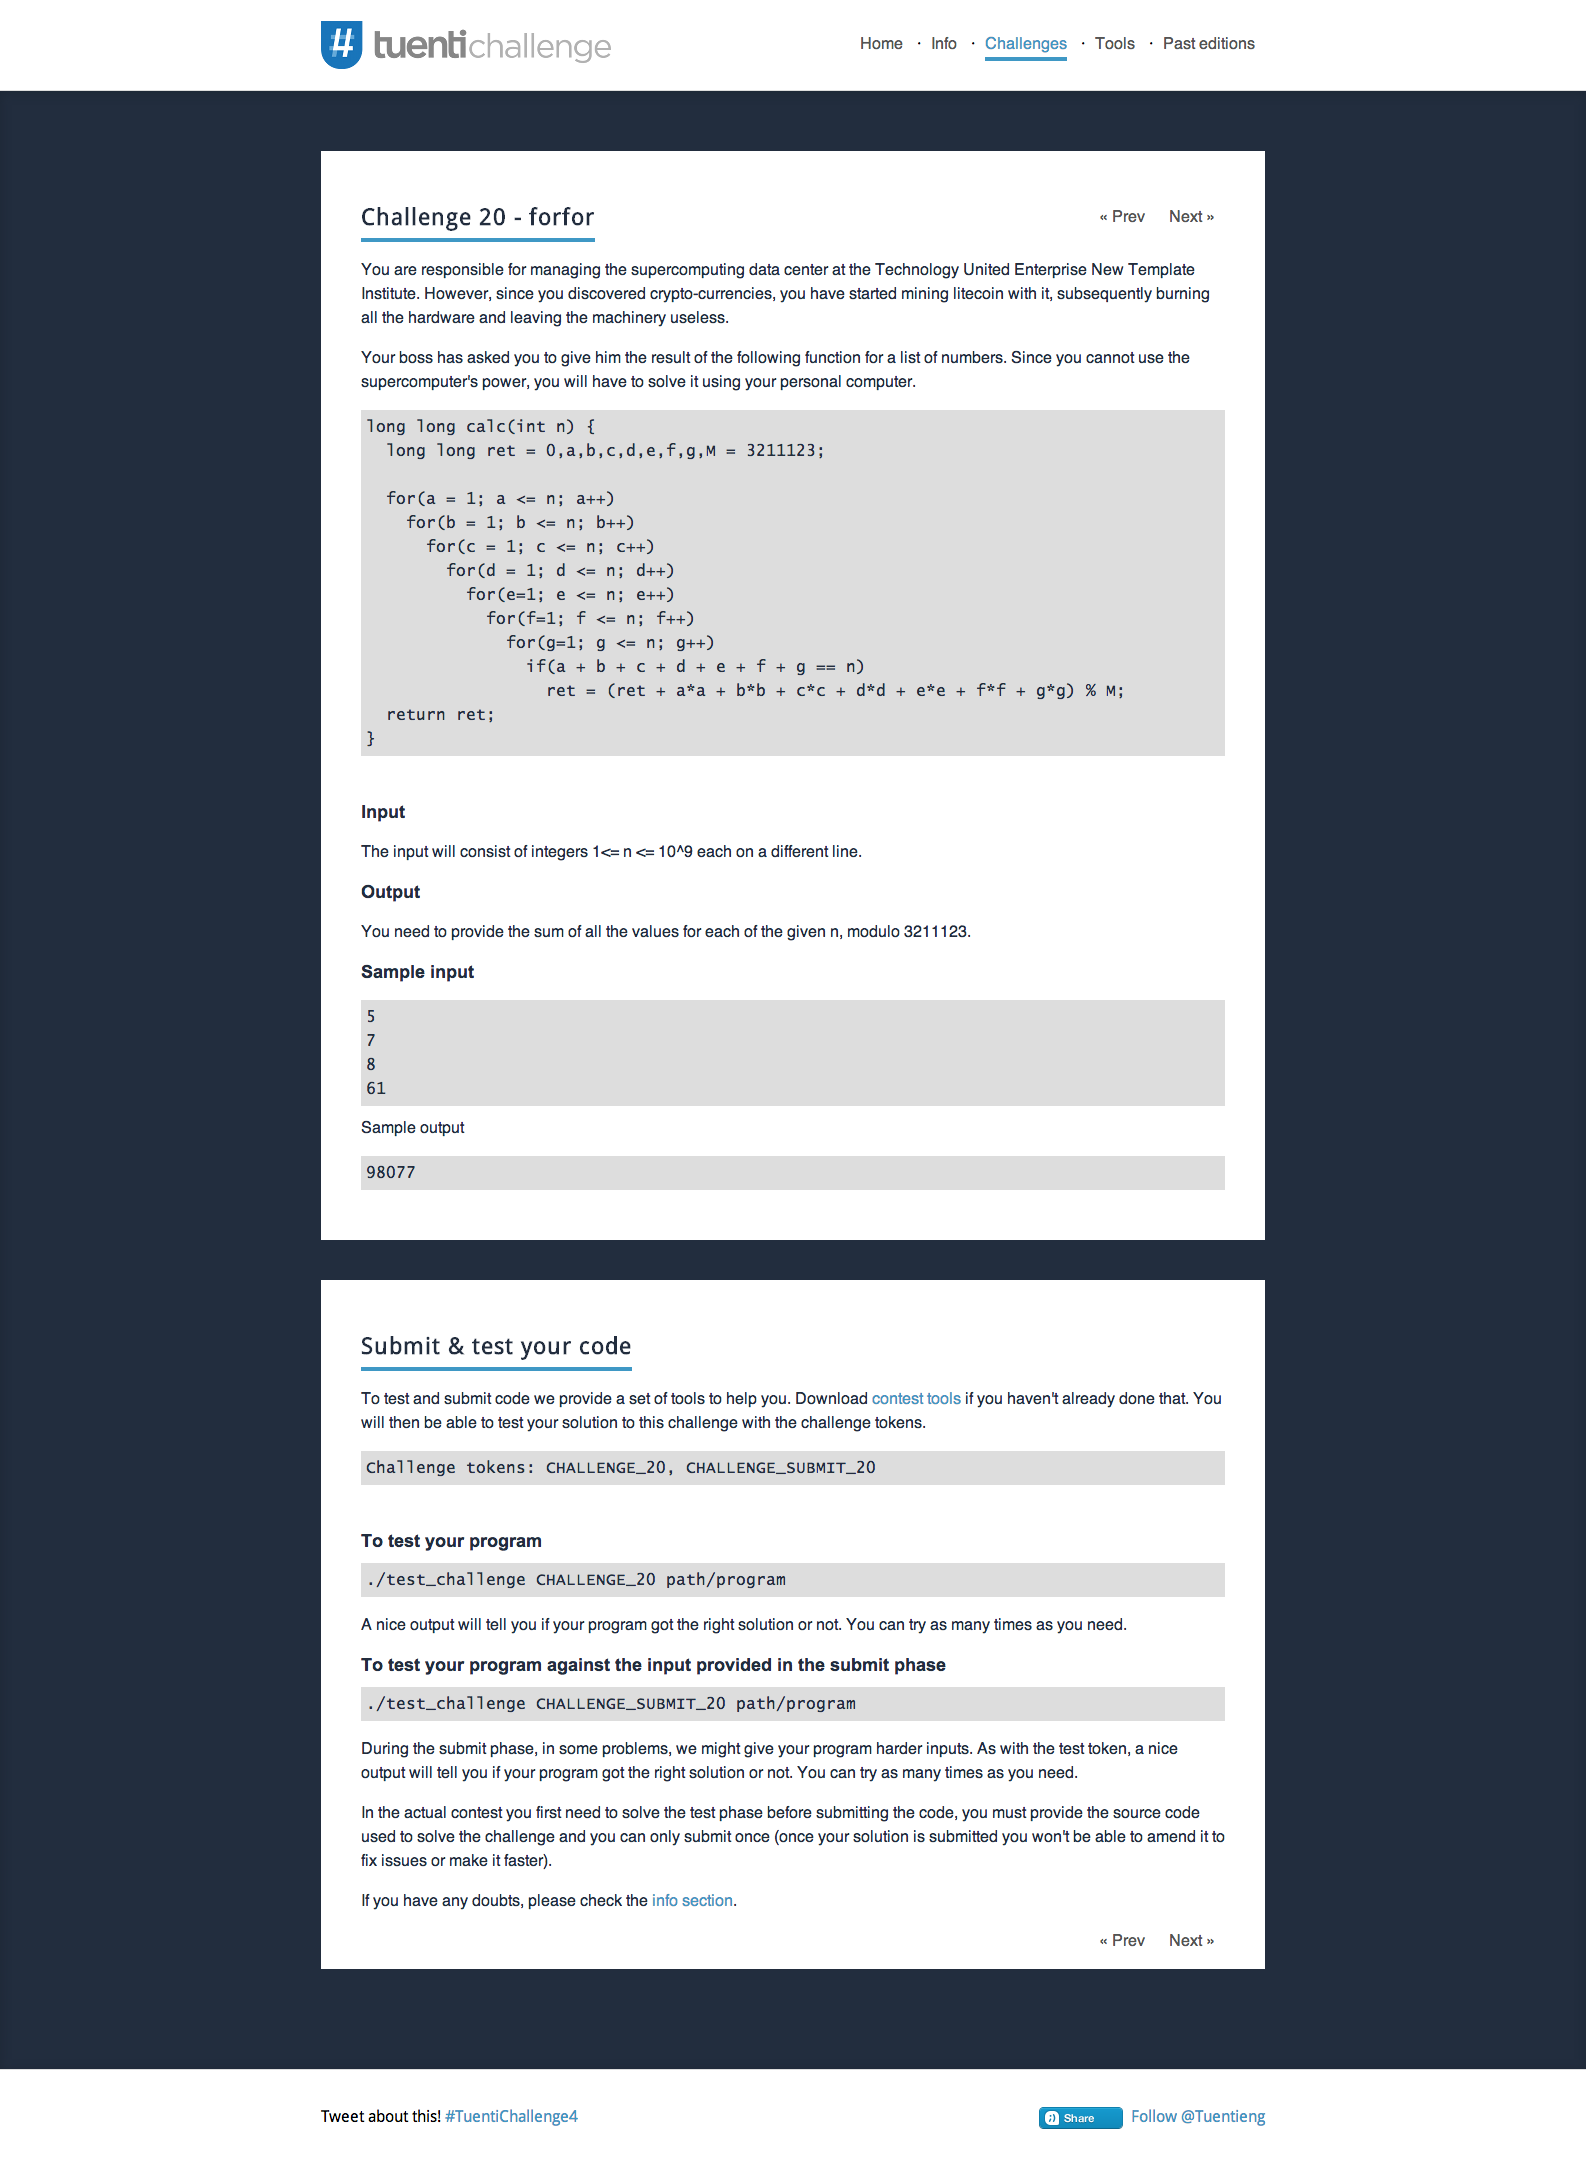 # tuentichallenge
Home · Info · Challenges · Tools · Past editions
Challenge 20 - forfor
« Prev Next »
You are responsible for managing the supercomputing data center at the Technology United Enterprise New Template
Institute. However, since you discovered crypto-currencies, you have started mining litecoin with it, subsequently burning
all the hardware and leaving the machinery useless.
Your boss has asked you to give him the result of the following function for a list of numbers. Since you cannot use the
supercomputer's power, you will have to solve it using your personal computer.
long long calc(int n) {
long long ret = 0,a,b,c,d,e,f,g,M = 3211123;
for(a = 1; a <= n; a++)
for(b = 1; b <= n; b++)
for(c = 1; c <= n; c++)
for(d = 1; d <= n; d++)
for(e=1; e <= n; e++)
for(f=1; f <= n; f++)
for(g=1; g <= n; g++)
if(a + b + c + d + e + f + g == n)
ret = (ret + a*a + b*b + c*c + d*d + e*e + f*f + g*g) % M;
return ret;
}
Input
The input will consist of integers 1<= n <= 10^9 each on a different line.
Output
You need to provide the sum of all the values for each of the given n, modulo 3211123.
Sample input
5
7
8
61
Sample output
98077
Submit & test your code
To test and submit code we provide a set of tools to help you. Download contest tools if you haven't already done that. You
will then be able to test your solution to this challenge with the challenge tokens.
Challenge tokens: CHALLENGE_20, CHALLENGE_SUBMIT_20
To test your program
./test_challenge CHALLENGE_20 path/program
A nice output will tell you if your program got the right solution or not. You can try as many times as you need.
To test your program against the input provided in the submit phase
./test_challenge CHALLENGE_SUBMIT_20 path/program
During the submit phase, in some problems, we might give your program harder inputs. As with the test token, a nice
output will tell you if your program got the right solution or not. You can try as many times as you need.
In the actual contest you first need to solve the test phase before submitting the code, you must provide the source code
used to solve the challenge and you can only submit once (once your solution is submitted you won't be able to amend it to
fix issues or make it faster).
If you have any doubts, please check the info section.
« Prev Next »
Tweet about this! #TuentiChallenge4
Share Follow @Tuentieng